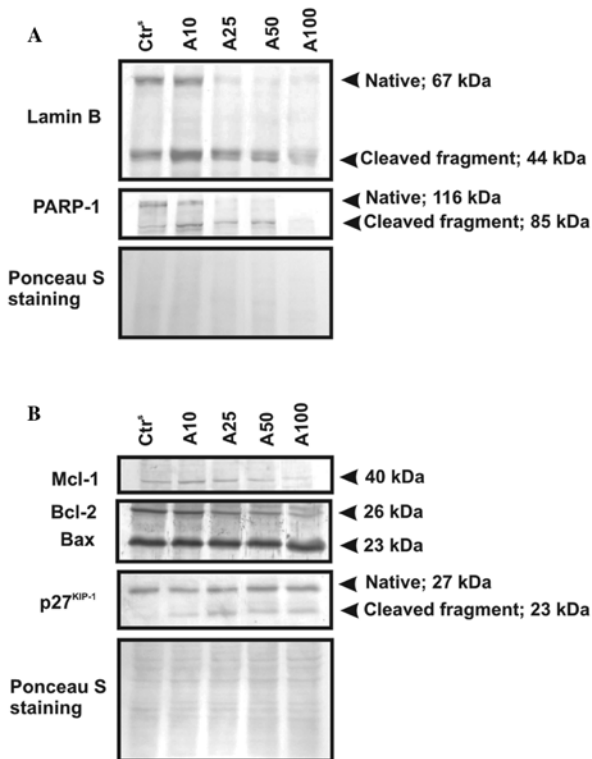 A
Ctrˢ A10 A25 A50 A100
Lamin B
Native; 67 kDa
Cleaved fragment; 44 kDa
PARP-1
Native; 116 kDa
Cleaved fragment; 85 kDa
Ponceau S
staining
B
Ctrˢ A10 A25 A50 A100
Mcl-1
40 kDa
Bcl-2
26 kDa
Bax
23 kDa
p27ᴷᴵᴾ⁻¹
Native; 27 kDa
Cleaved fragment; 23 kDa
Ponceau S
staining